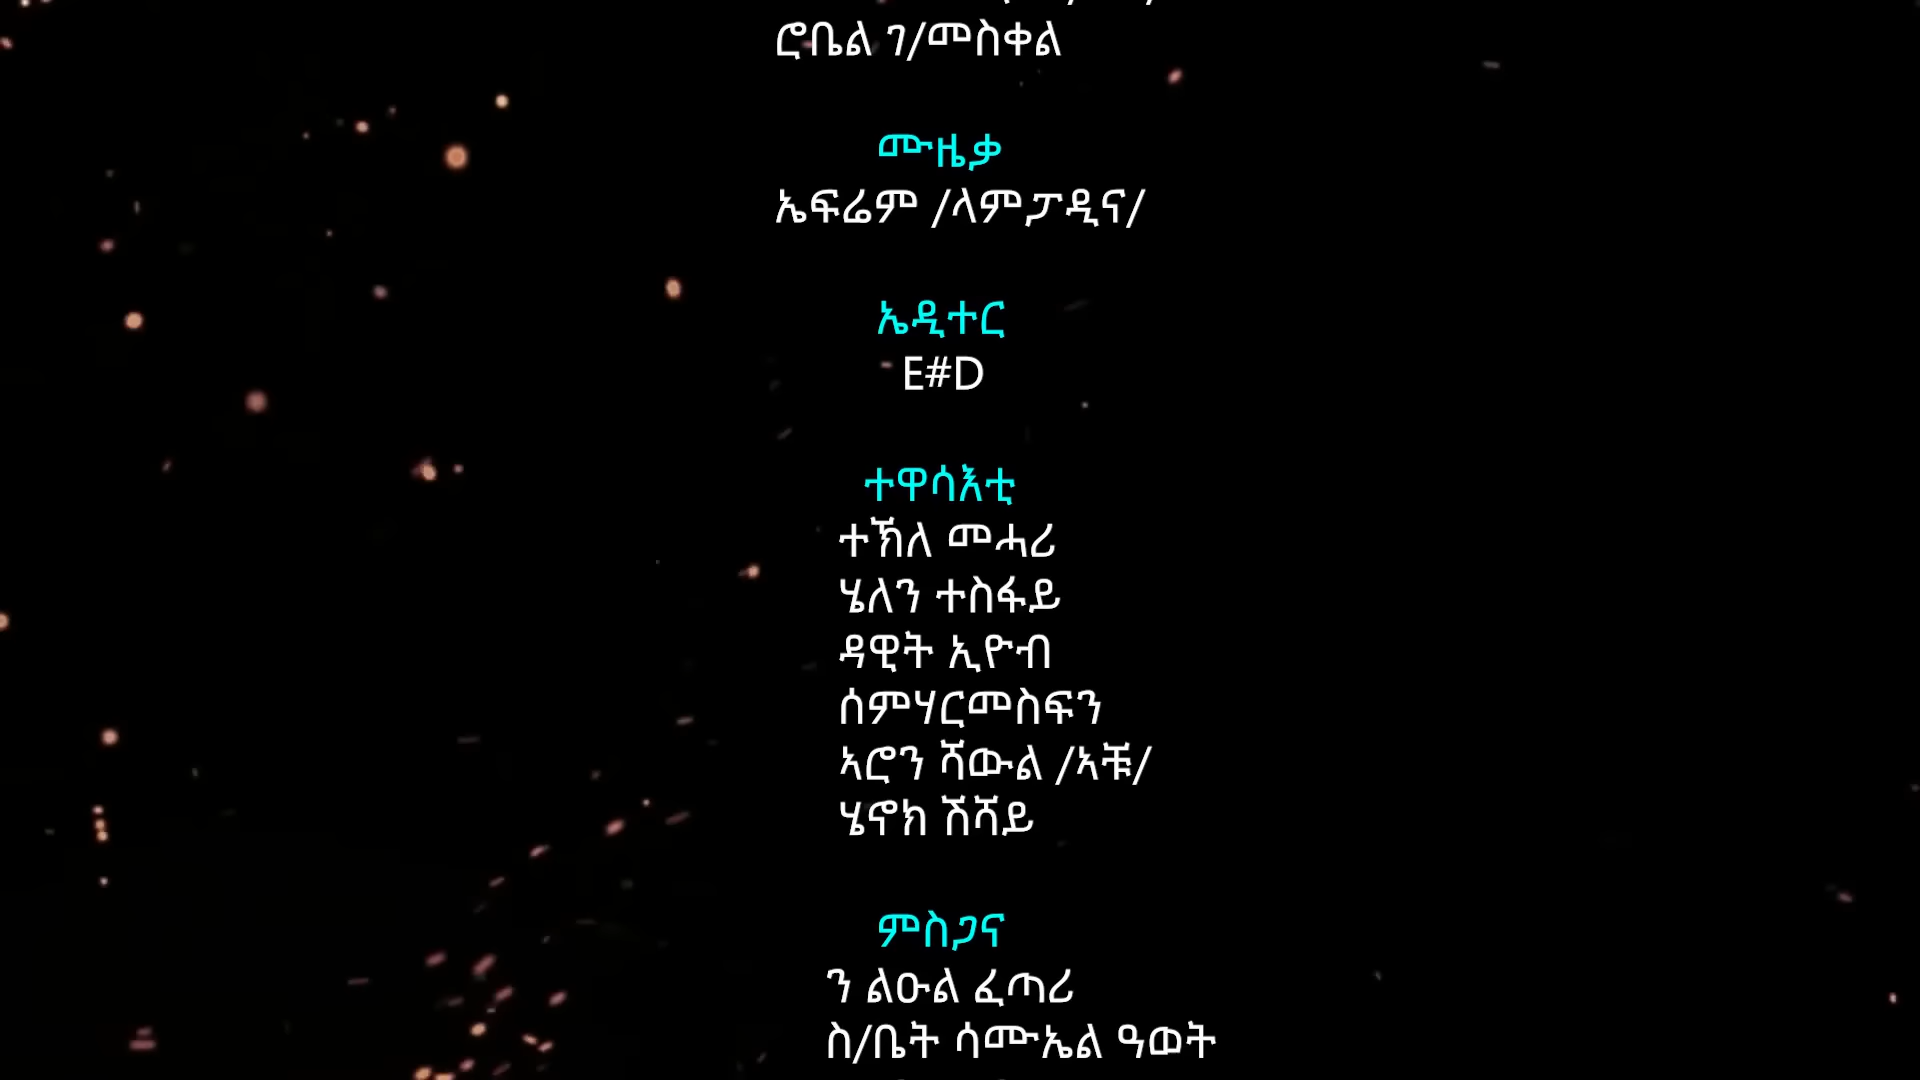 ሮቤል ገ/መስቀል
ሙዚቃ
ኤፍሬም /ላምፓዲና/
ኤዲተር
E#D
ተዋሳእቲ
ተኽለ መሓሪ
ሄለን ተስፋይ
ዳዊት ኢዮብ
ሰምሃርመስፍን
ኣሮን ሻውል /ኣቹ/
ሄኖክ ሽሻይ
ምስጋና
ን ልዑል ፈጣሪ
ስ/ቤት ሳሙኤል ዓወት